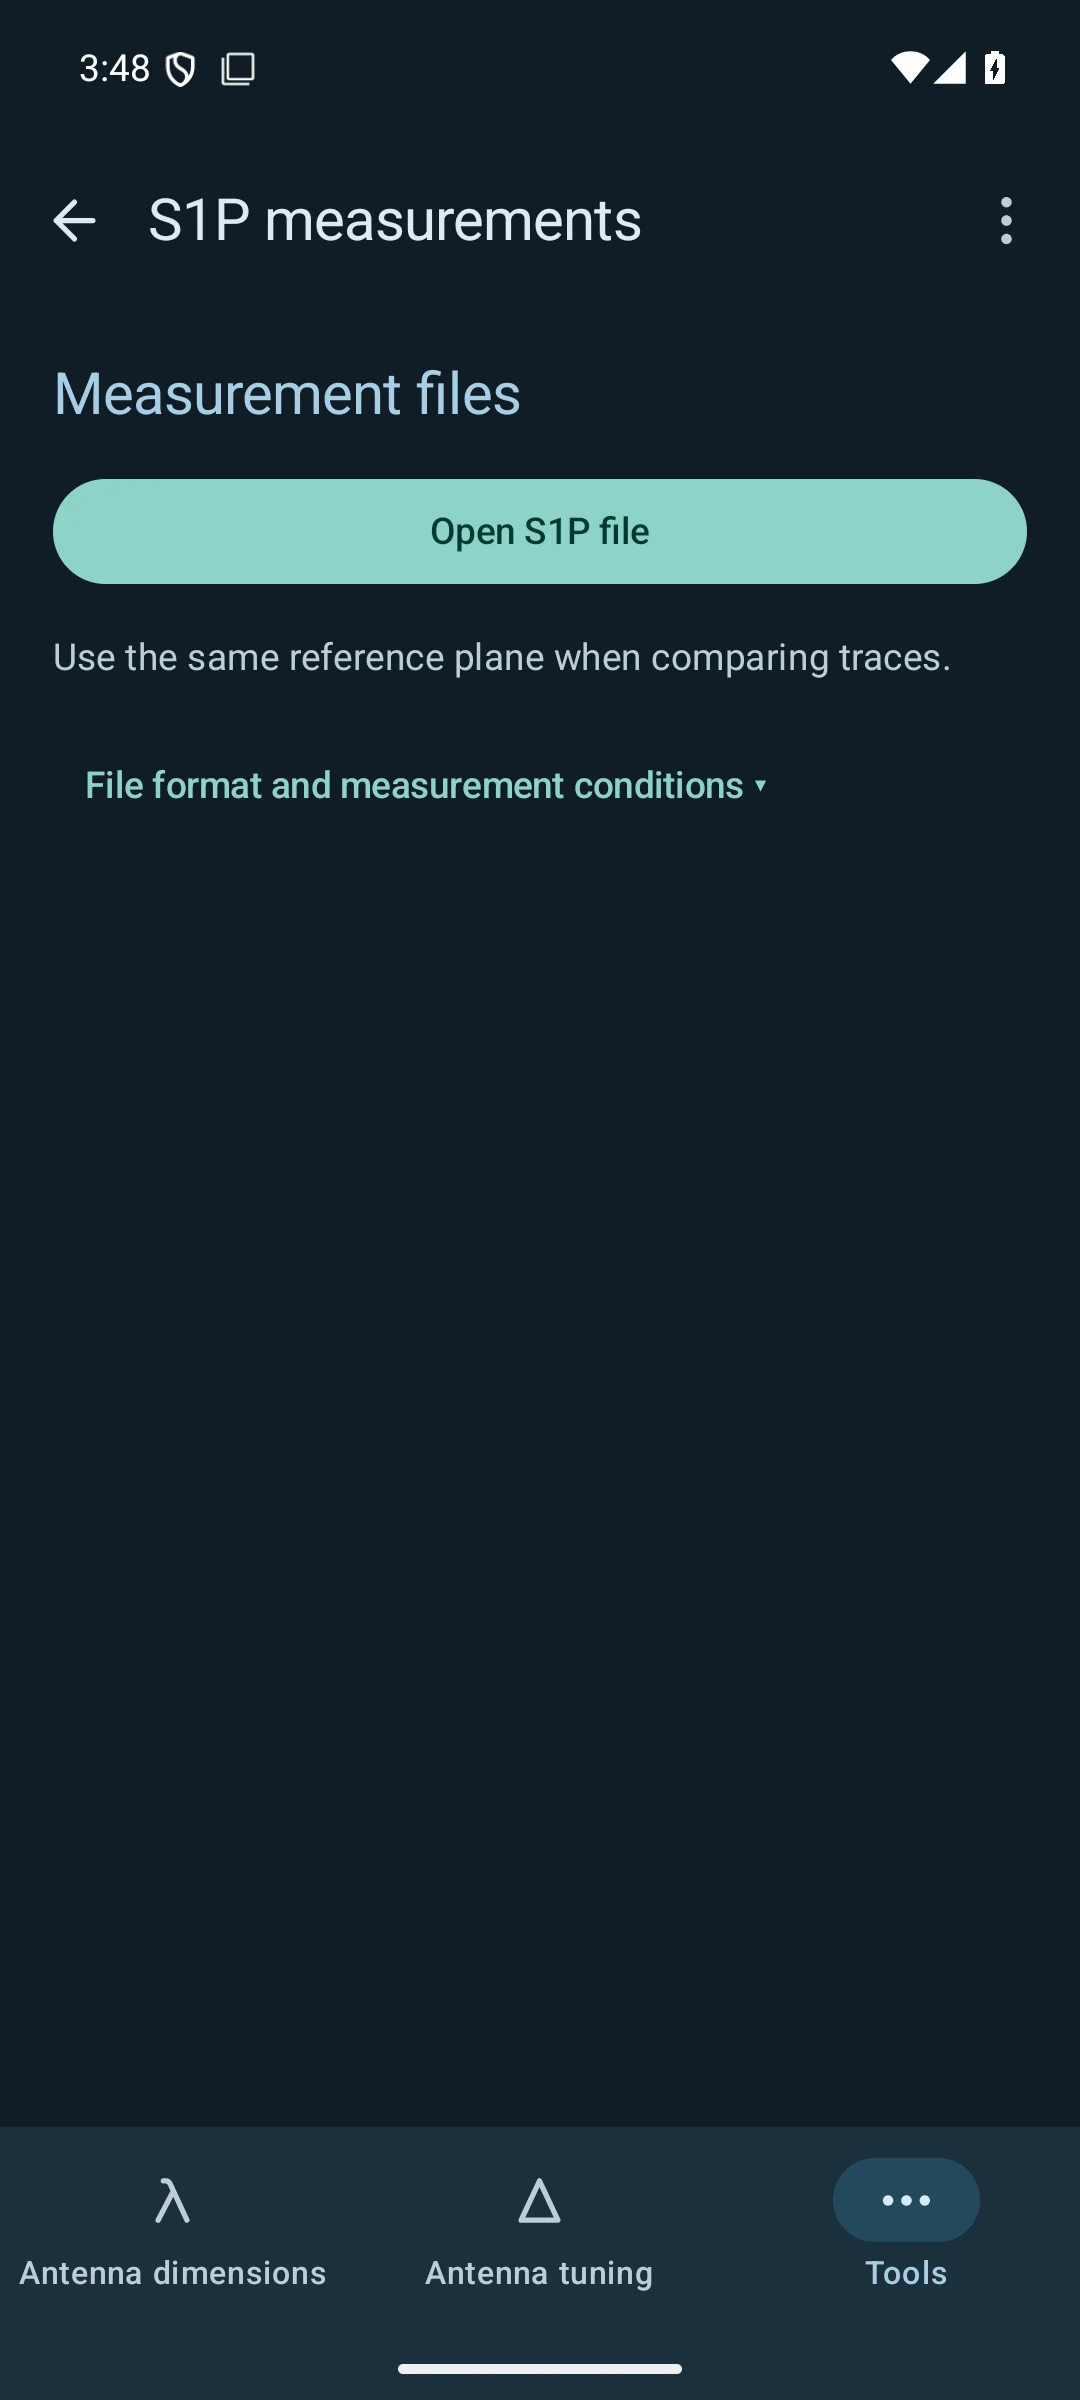 3:48
S1P measurements
Measurement files
Open S1P file
Use the same reference plane when comparing traces.
File format and measurement conditions ▾
Antenna dimensions
Antenna tuning
Tools